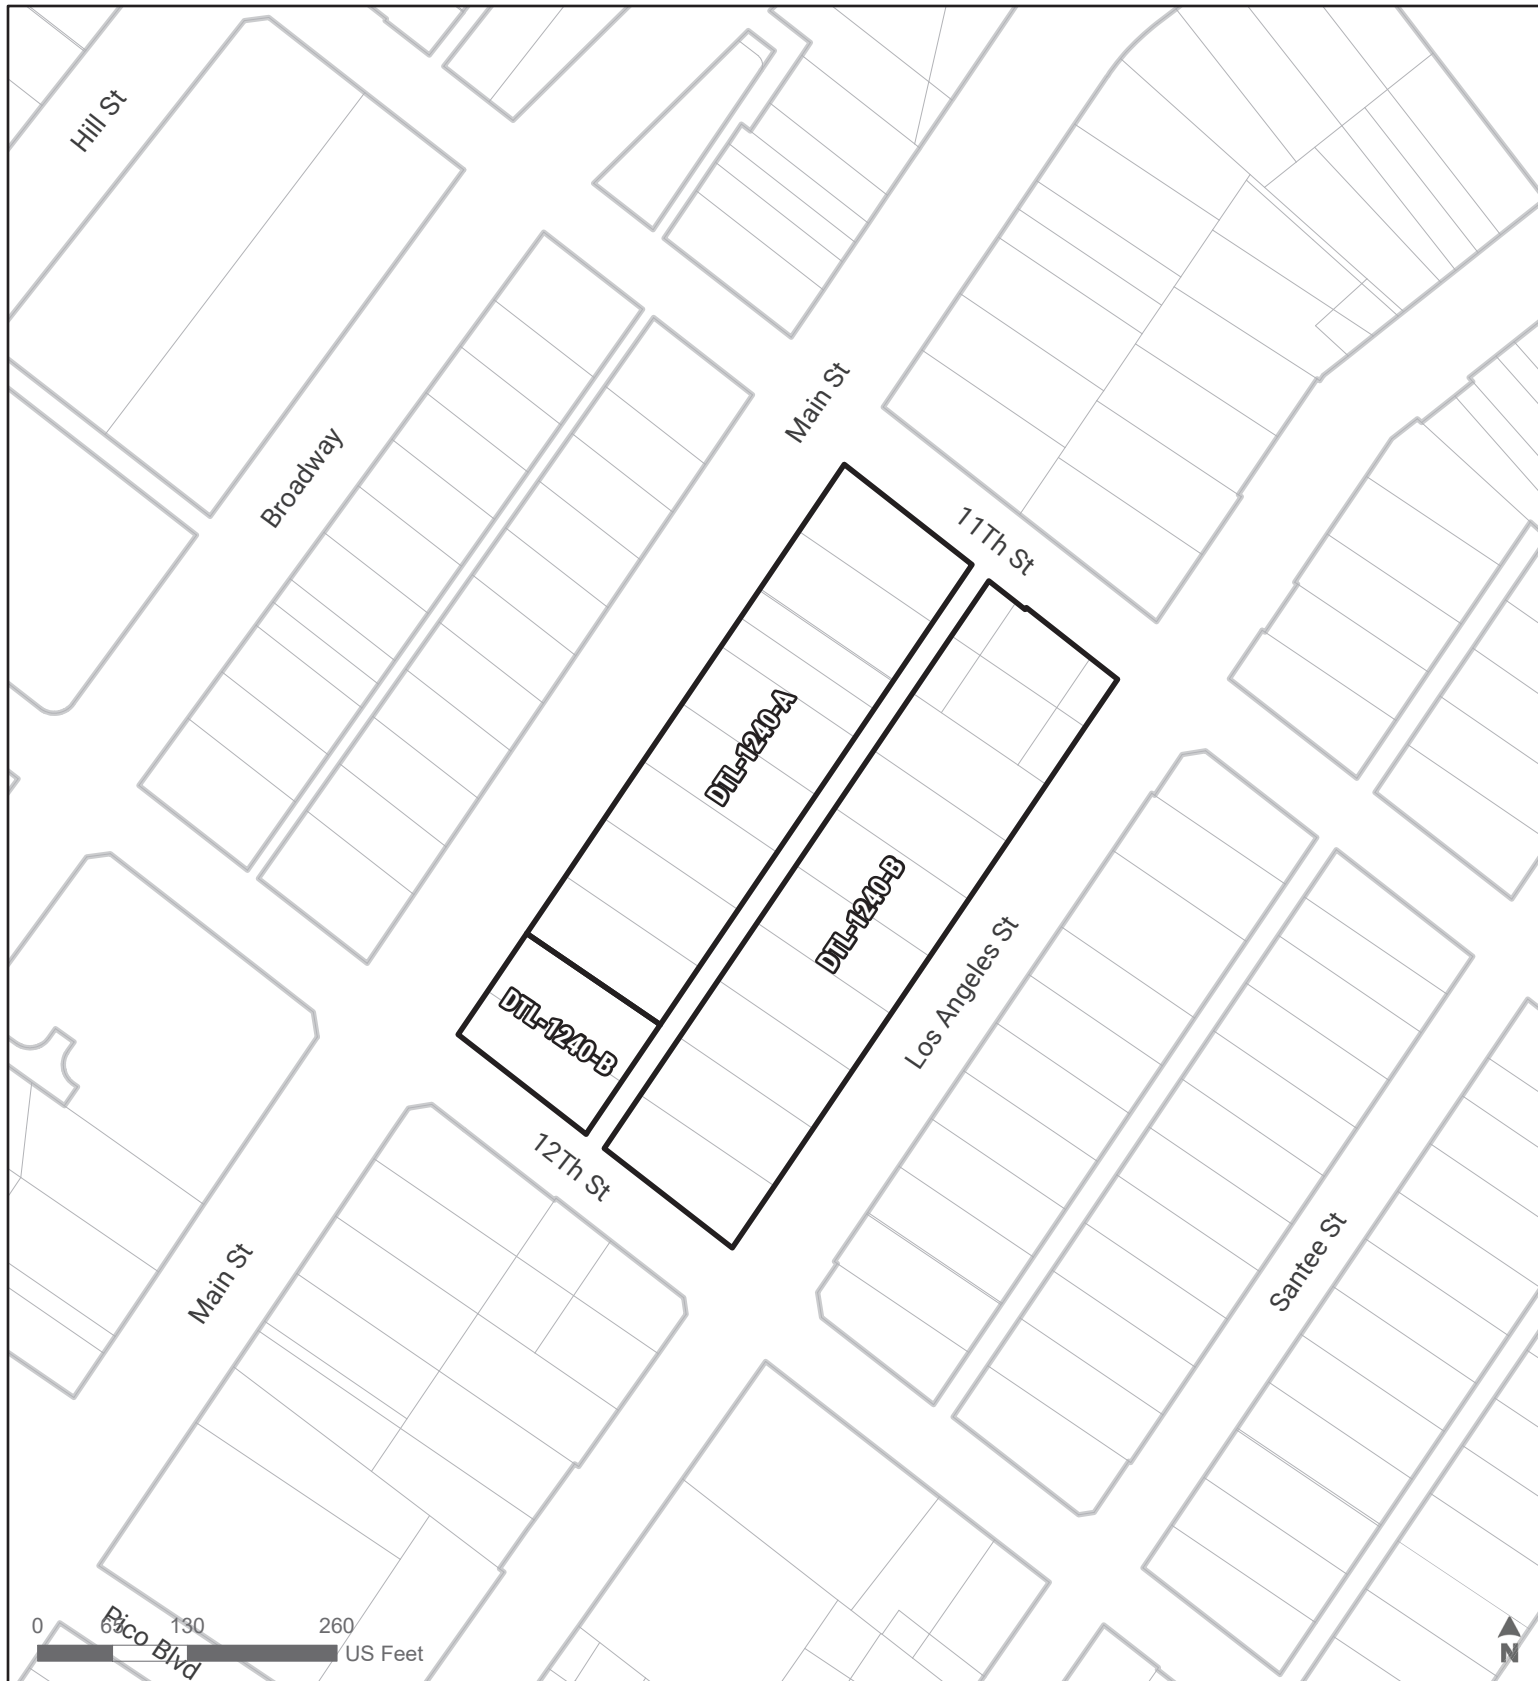 Hill St
Main St
Broadway
11Th St
DTL-1240-A
DTL-1240-B
Los Angeles St
DTL-1240-B
12Th St
Santee St
Main St
Pico Blvd
0 65 130 260
US Feet
N